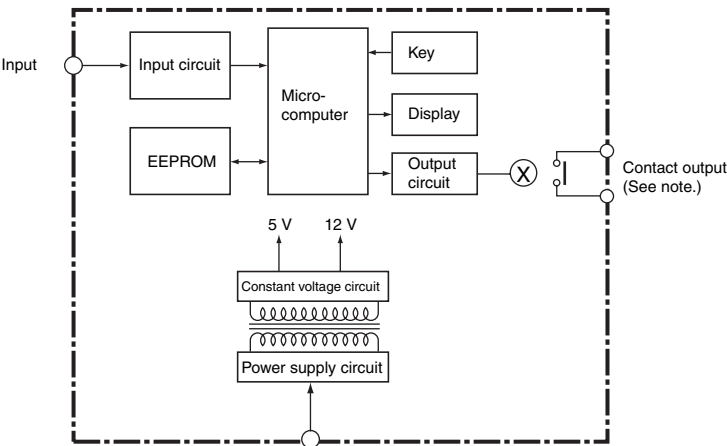 Input
Input circuit
Micro-
computer
Key
Display
EEPROM
Output
circuit
X
Contact output
(See note.)
5 V
12 V
Constant voltage circuit
Power supply circuit